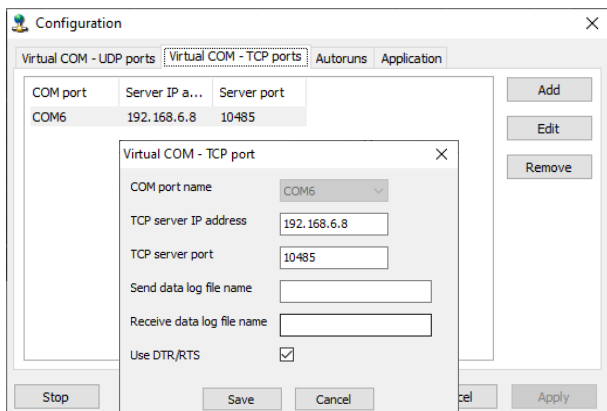 Configuration
Virtual COM - UDP ports Virtual COM - TCP ports Autoruns Application
COM port Server IP a... Server port
COM6 192.168.6.8 10485
Add
Edit
Remove
Virtual COM - TCP port
COM port name COM6
TCP server IP address 192.168.6.8
TCP server port 10485
Send data log file name
Receive data log file name
Use DTR/RTS
Save Cancel
Stop cel Apply